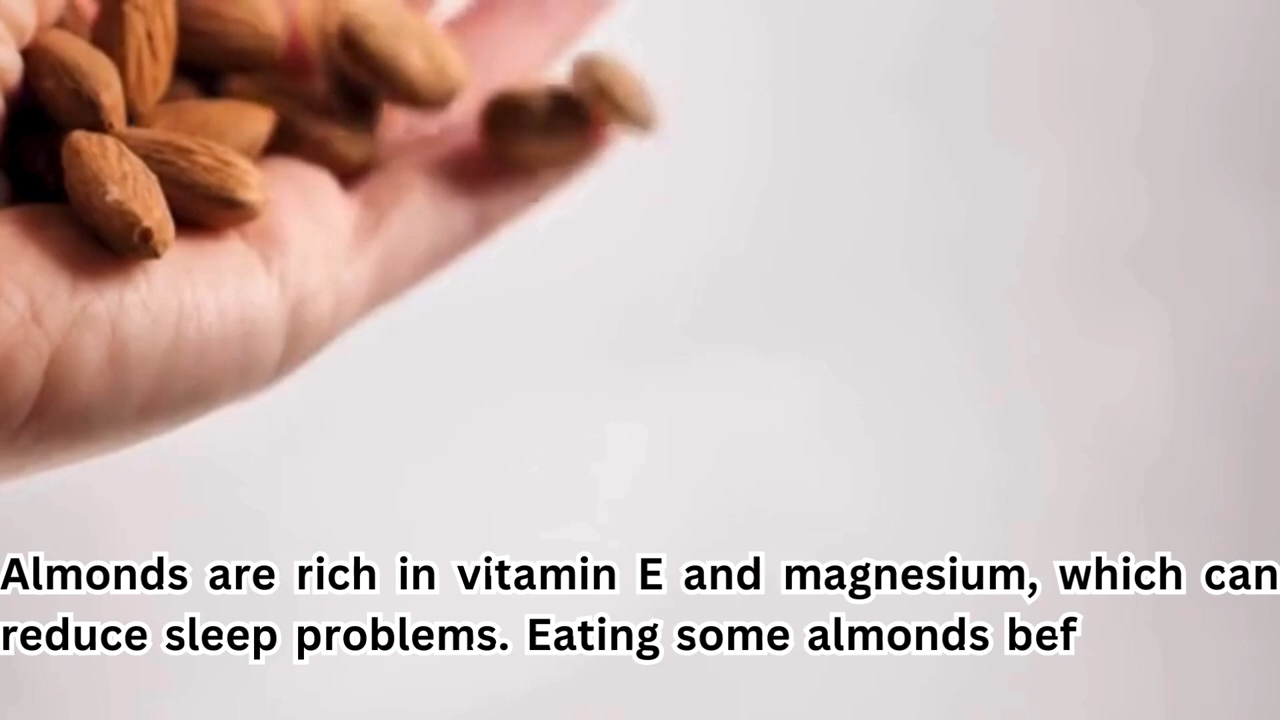 Almonds are rich in vitamin E and magnesium, which can
reduce sleep problems. Eating some almonds bef